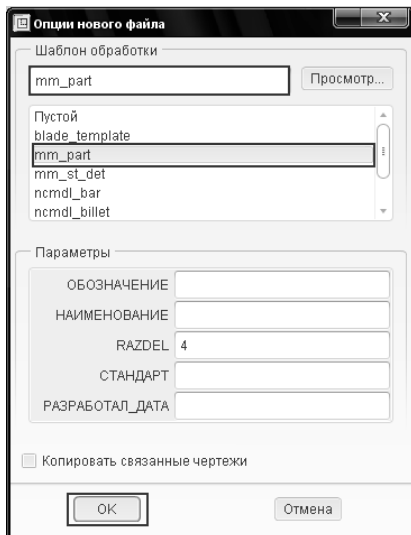 Опции нового файла
Шаблон обработки
mm_part
Просмотр...
Пустой
blade_template
mm_part
mm_st_det
ncmdl_bar
ncmdl_billet
Параметры
ОБОЗНАЧЕНИЕ
НАИМЕНОВАНИЕ
RAZDEL 4
СТАНДАРТ
РАЗРАБОТАЛ_ДАТА
Копировать связанные чертежи
OK Отмена